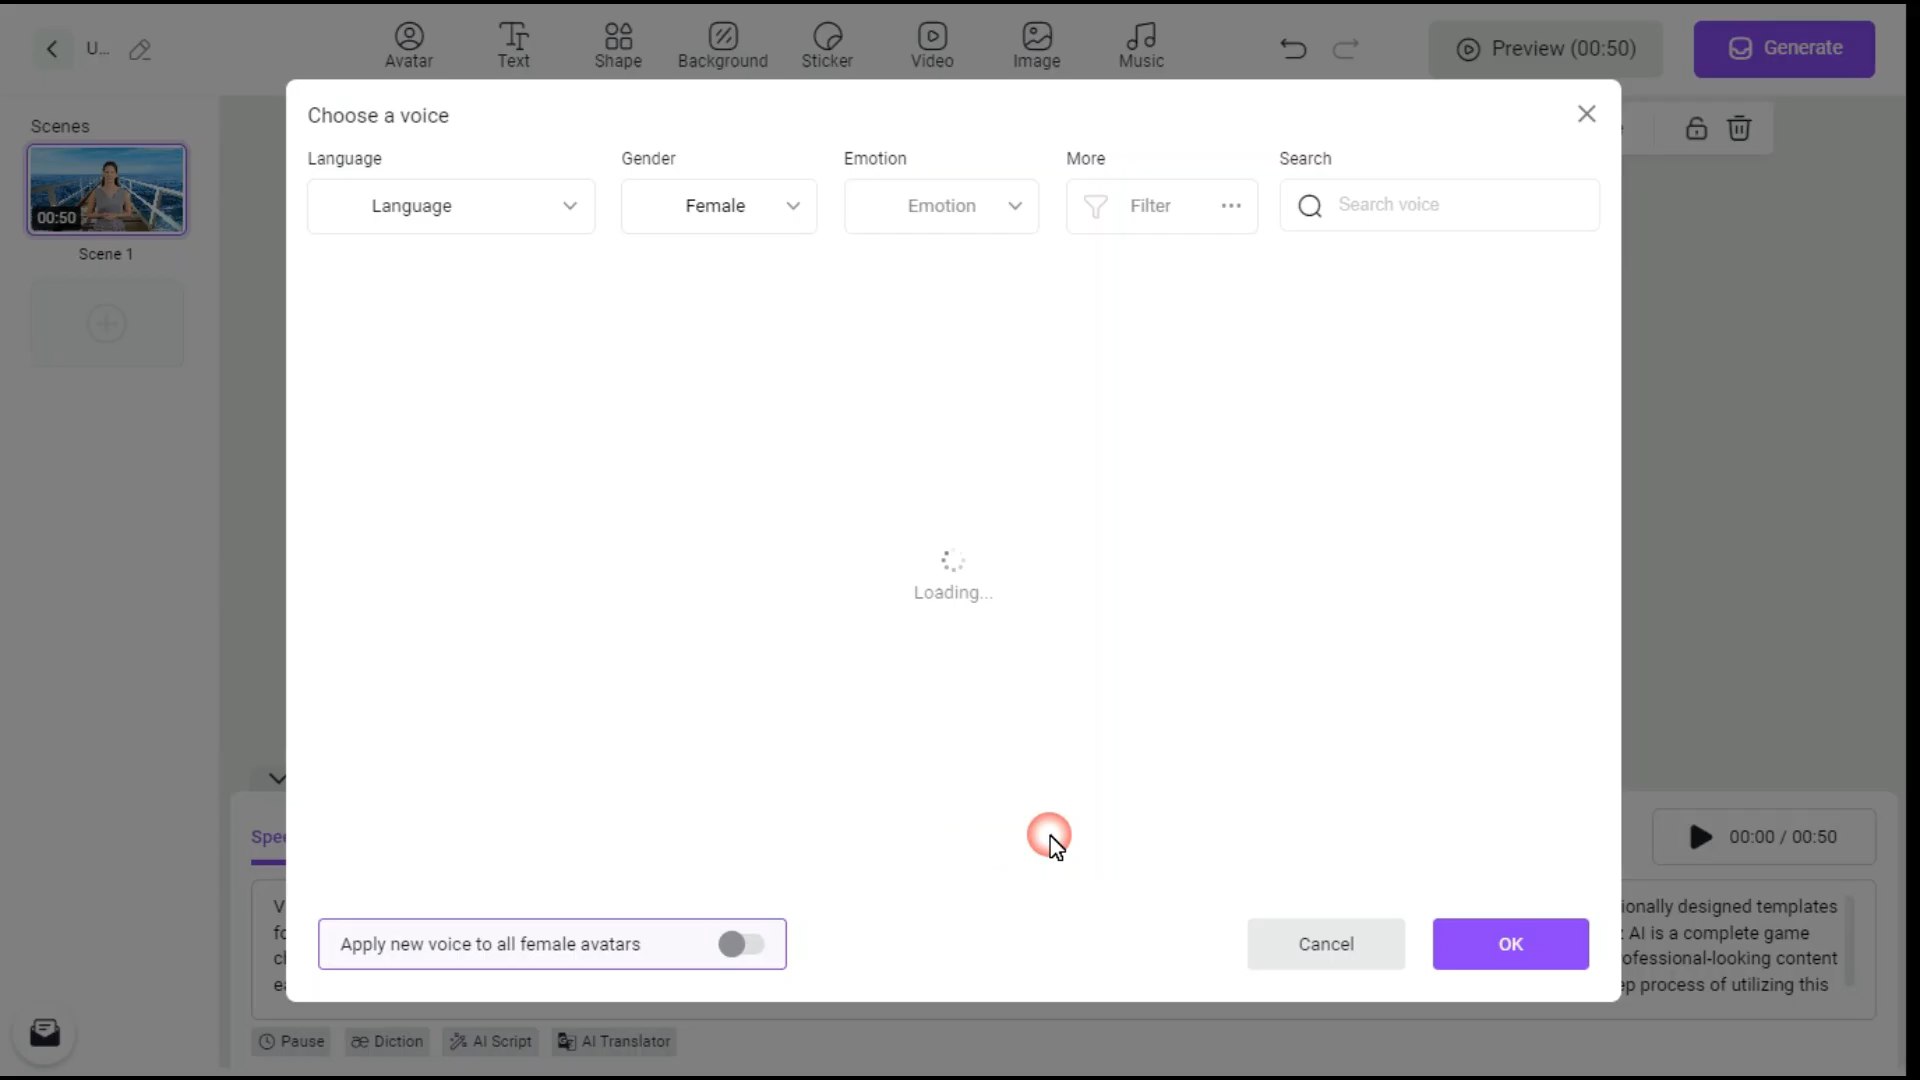 U...
Avatar
Text
Shape
Background
Sticker
Video
Image
Music
Preview (00:50)
Generate
Scenes
00:50
Scene 1
Choose a voice
Language
Gender
Emotion
More
Search
Language
Female
Emotion
Filter
Search voice
Loading...
Apply new voice to all female avatars
Cancel
OK
00:00 / 00:50
ionally designed templates
AI is a complete game
ofessional-looking content
p process of utilizing this
Pause
æ Diction
AI Script
AI Translator